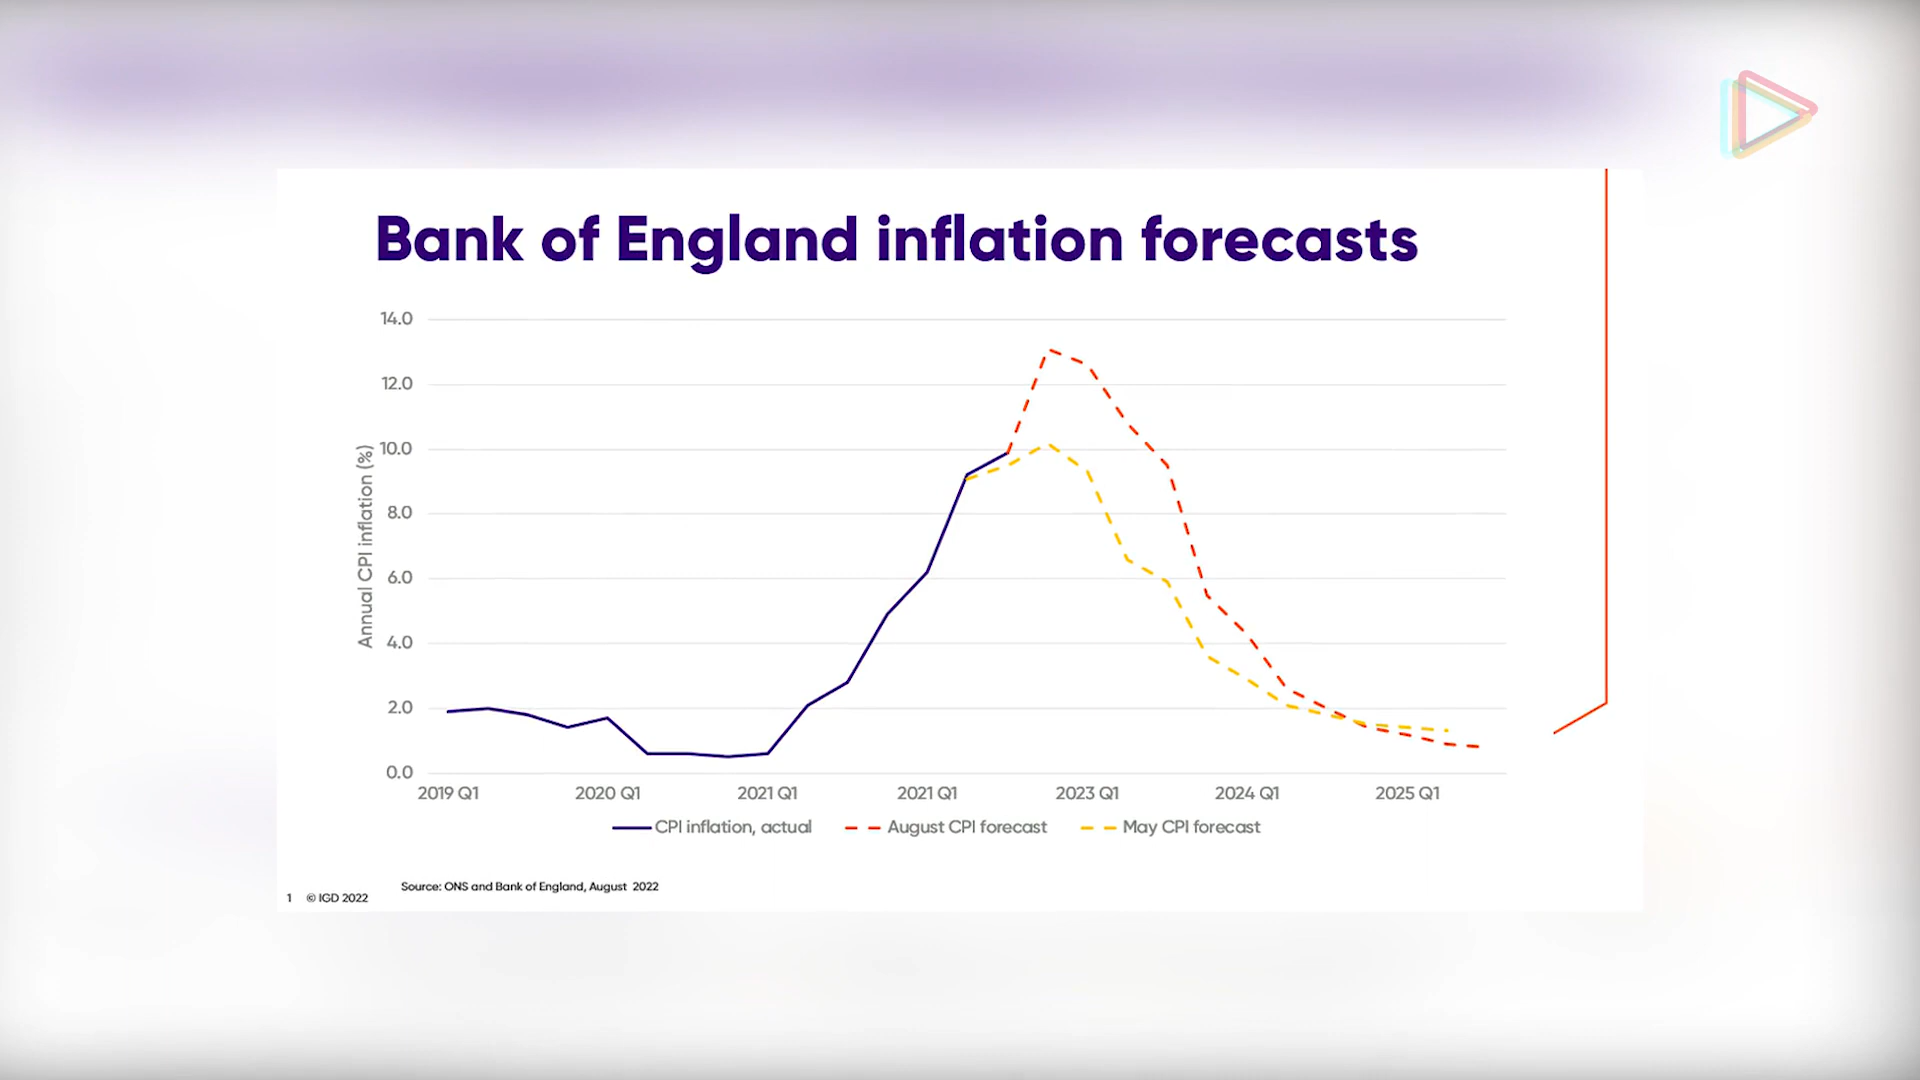 Bank of England inflation forecasts
14.0
12.0
10.0
8.0
6.0
4.0
2.0
0.0
Annual CPI inflation (%)
2019 Q1 2020 Q1 2021 Q1 2021 Q1 2023 Q1 2024 Q1 2025 Q1
CPI inflation, actual August CPI forecast May CPI forecast
Source: ONS and Bank of England, August 2022
1 © IGD 2022